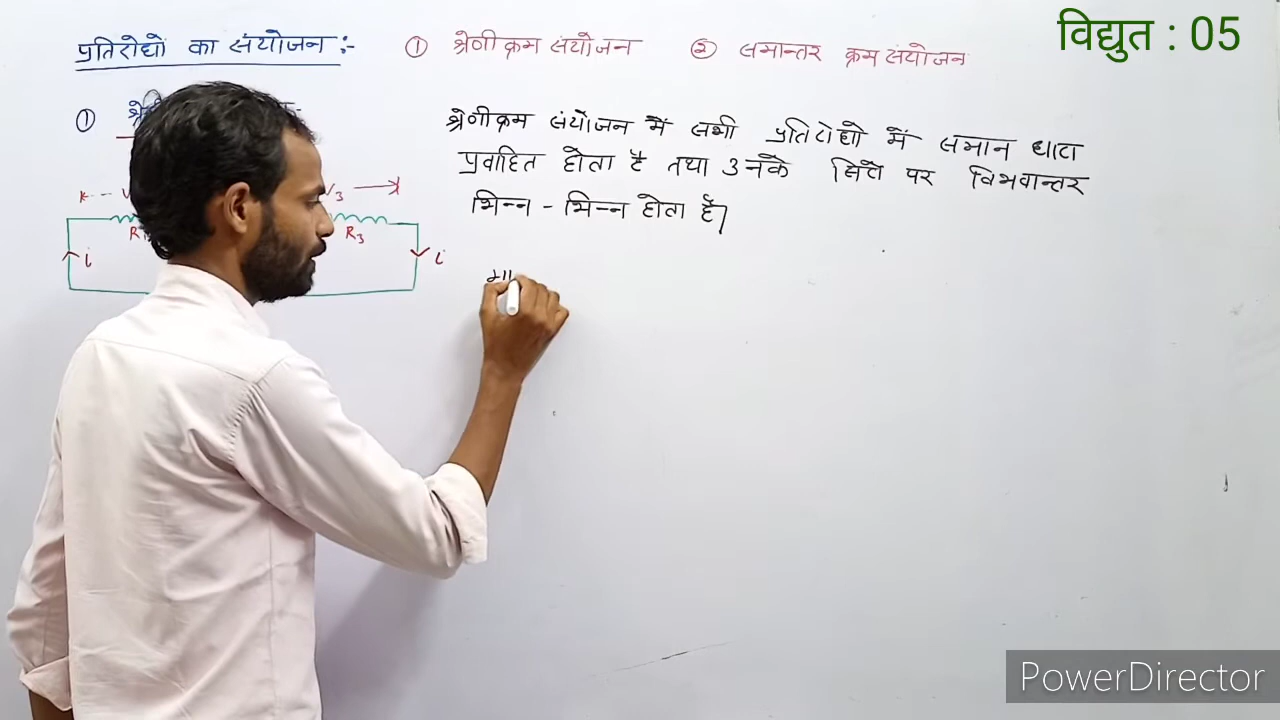 विद्युत : 05
प्रतिरोधों का संयोजन :- ① श्रेणीक्रम संयोजन ② समान्तर क्रम संयोजन
①
श्रेणीक्रम संयोजन में सभी प्रतिरोधो में समान धारा
प्रवाहित होता है तथा उनके सिरो पर विभवान्तर
भिन्न - भिन्न होता है।
V3
R3
i i
मा
PowerDirector